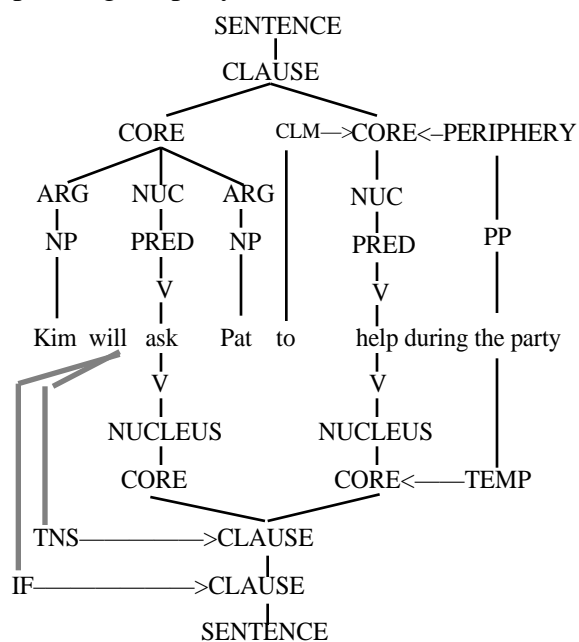 SENTENCE
CLAUSE
CORE CLM—>CORE<–PERIPHERY
ARG NUC ARG NUC
NP PRED NP PRED PP
V V
Kim will ask Pat to help during the party
V V
NUCLEUS NUCLEUS
CORE CORE<——TEMP
TNS—————>CLAUSE
IF———————>CLAUSE
SENTENCE